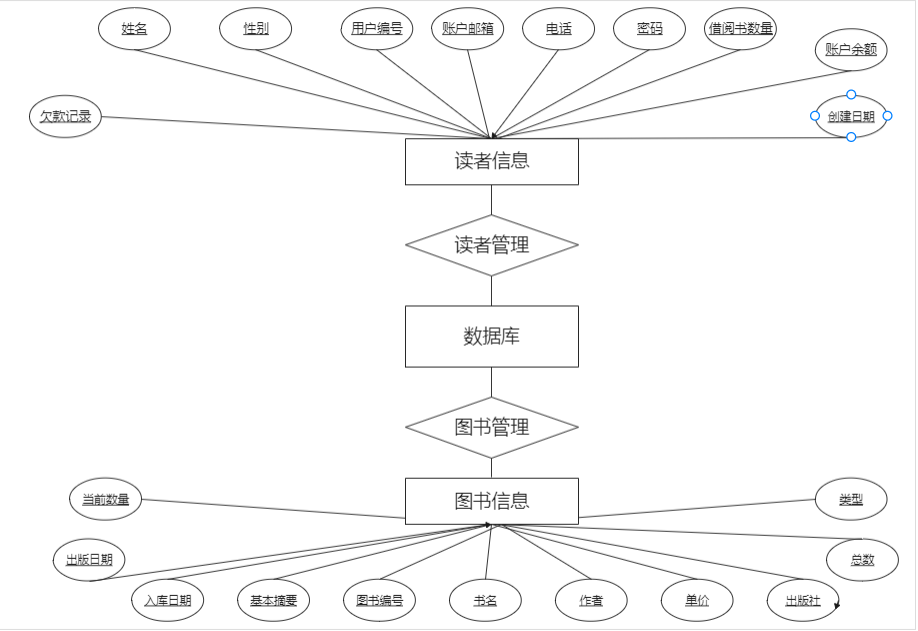 姓名
性别
用户编号
账户邮箱
电话
密码
借阅书数量
账户余额
欠款记录
创建日期
读者信息
读者管理
数据库
图书管理
图书信息
当前数量
类型
出版日期
总数
入库日期
基本摘要
图书编号
书名
作者
单价
出版社